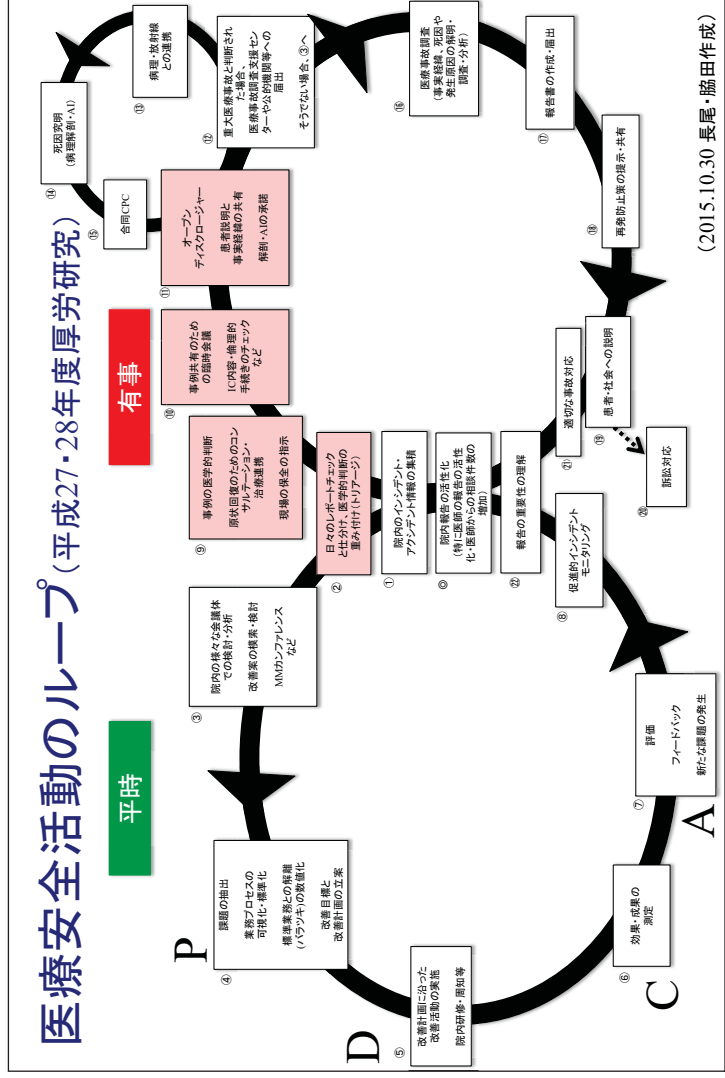 医療安全活動のループ(平成27・28年度厚労研究)
平時
有事
P
D
C
A
◎
院内報告の活性化
(特に医師の報告の活性
化・医師からの相談件数の
増加)
①
院内のインシデント・
アクシデント情報の集積
②
日々のレポートチェック
と仕分け、医学的判断の
重み付け(トリアージ)
③
院内の様々な会議体
での検討・分析
改善案の模索・検討
MMカンファレンス
など
④
課題の抽出
業務プロセスの
可視化・標準化
標準業務との解離
(バラツキ)の数値化
改善目標と
改善計画の立案
⑤
改善計画に沿った
改善活動の実施
院内研修・周知等
⑥
効果・成果の
測定
⑦
評価
フィードバック
新たな課題の発生
⑧
促進的インシデント
モニタリング
⑨
事例の医学的判断
原状回復のためのコン
サルテーション・
治療連携
現場の保全の指示
⑩
事例共有のため
の臨時会議
IC内容・倫理的
手続きのチェック
など
⑪
オープン
ディスクロージャー
患者説明と
事実経緯の共有
解剖・AIの承諾
⑫
重大医療事故と判断され
た場合、
医療事故調査支援セン
ターや公的機関等への
届出
そうでない場合、③へ
⑬
病理・放射線
との連携
⑭
死因究明
(病理解剖・AI)
⑮
合同CPC
⑯
医療事故調査
(事実経緯、死因や
発生原因の解明・
調査・分析)
⑰
報告書の作成・届出
⑱
再発防止策の提示・共有
⑲
患者・社会への説明
⑳
訴訟対応
㉑
適切な事故対応
㉒
報告の重要性の理解
(2015.10.30 長尾・脇田作成)